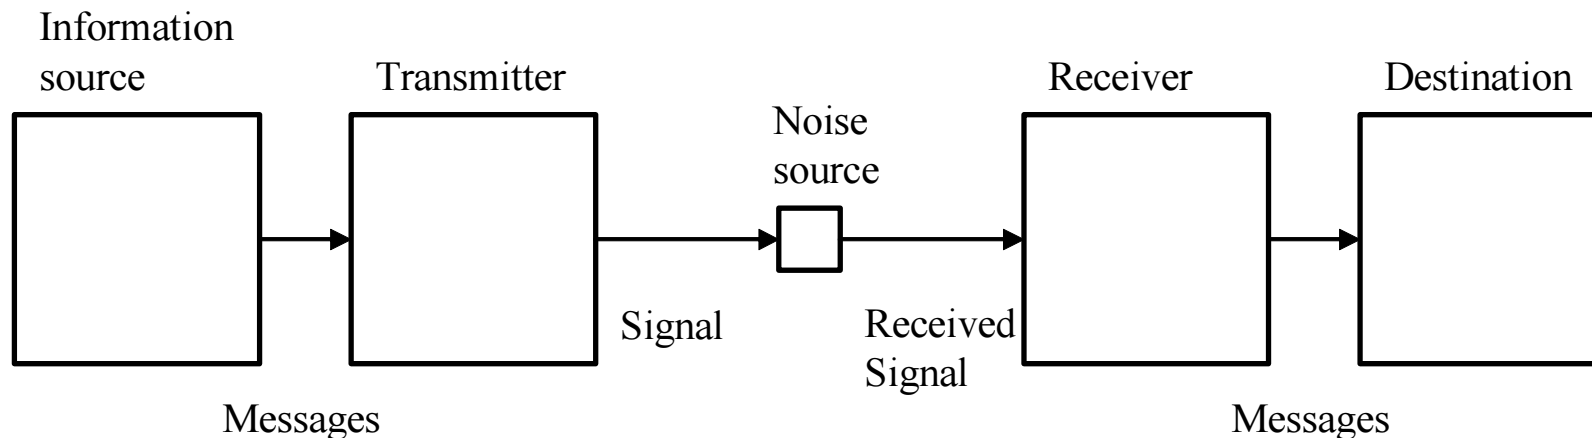 Information
source
Transmitter
Noise
source
Receiver
Destination
Signal
Received
Signal
Messages
Messages